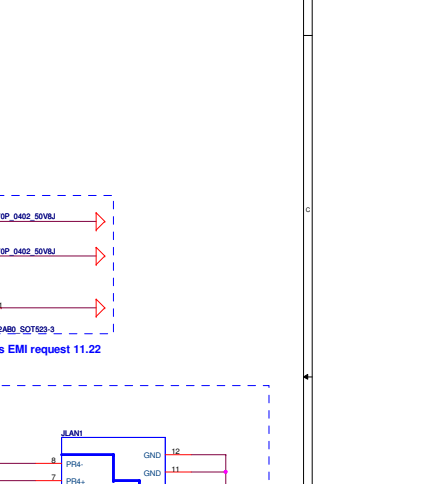 C
0P_0402_50V8J
0P_0402_50V8J
2AB0_SOT523-3
s EMI request 11.22
JLAN1
GND 12
8 PR4-
GND 11
7 PR4+